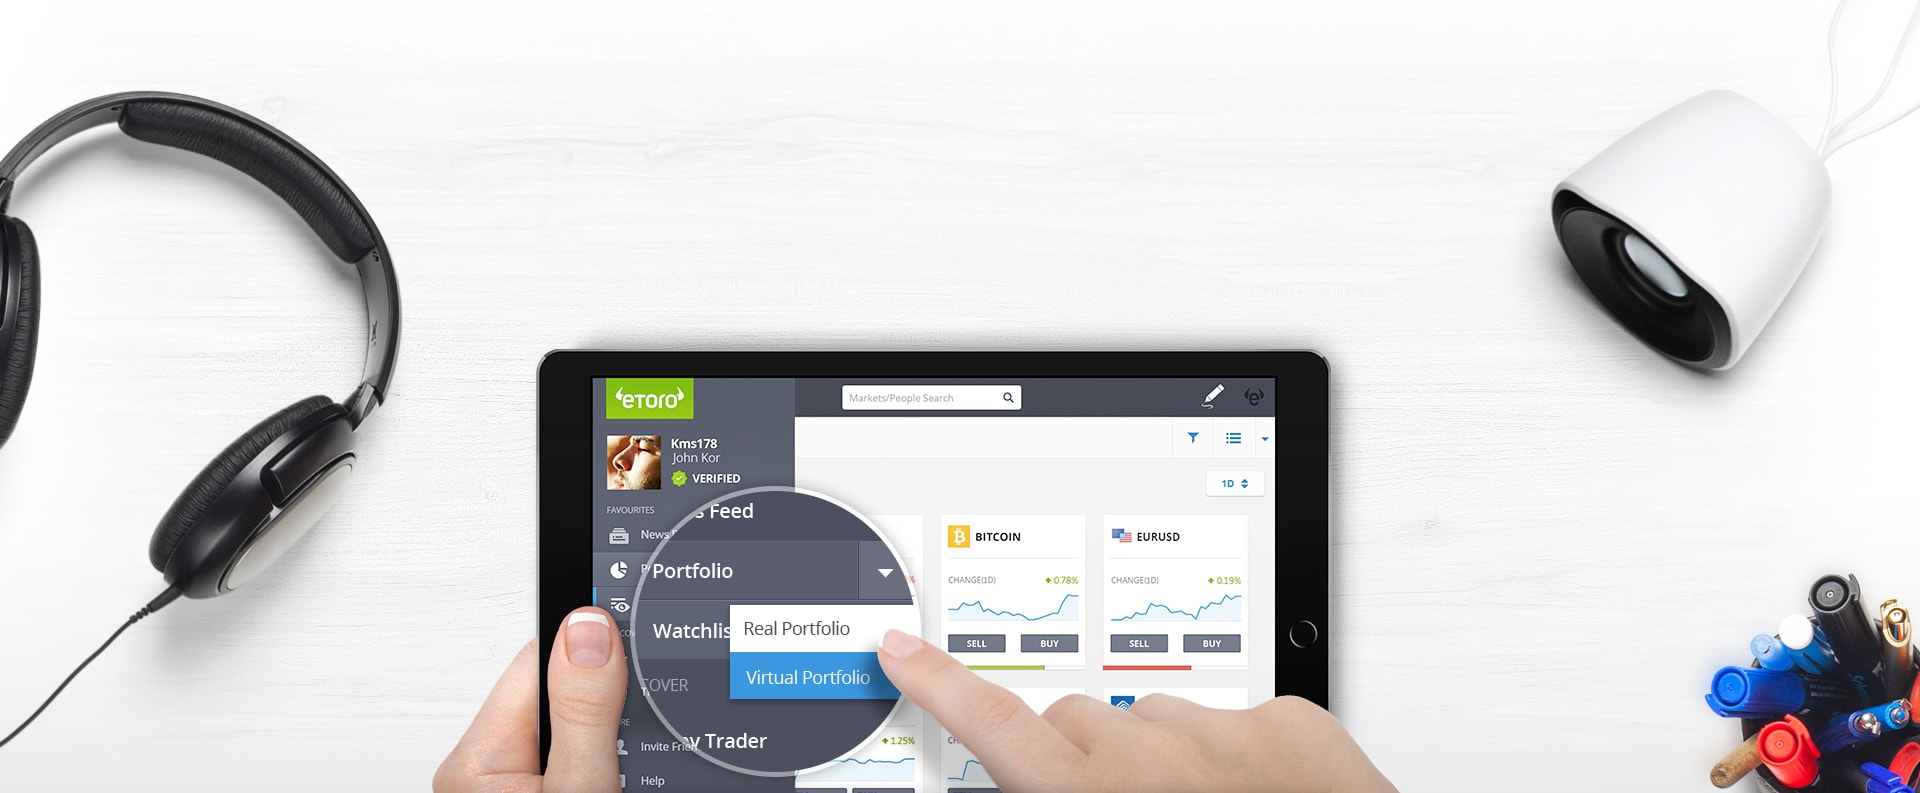 eToro
Markets/People Search
Kms178
John Kor
VERIFIED
1D
FAVOURITES
News
s Feed
Portfolio
Watchlis
Real Portfolio
Virtual Portfolio
OVER
y Trader
Invite Frien
Help
BITCOIN
CHANGE(1D) 0.78%
SELL BUY
EURUSD
CHANGE(1D) 0.19%
SELL BUY
1.25%